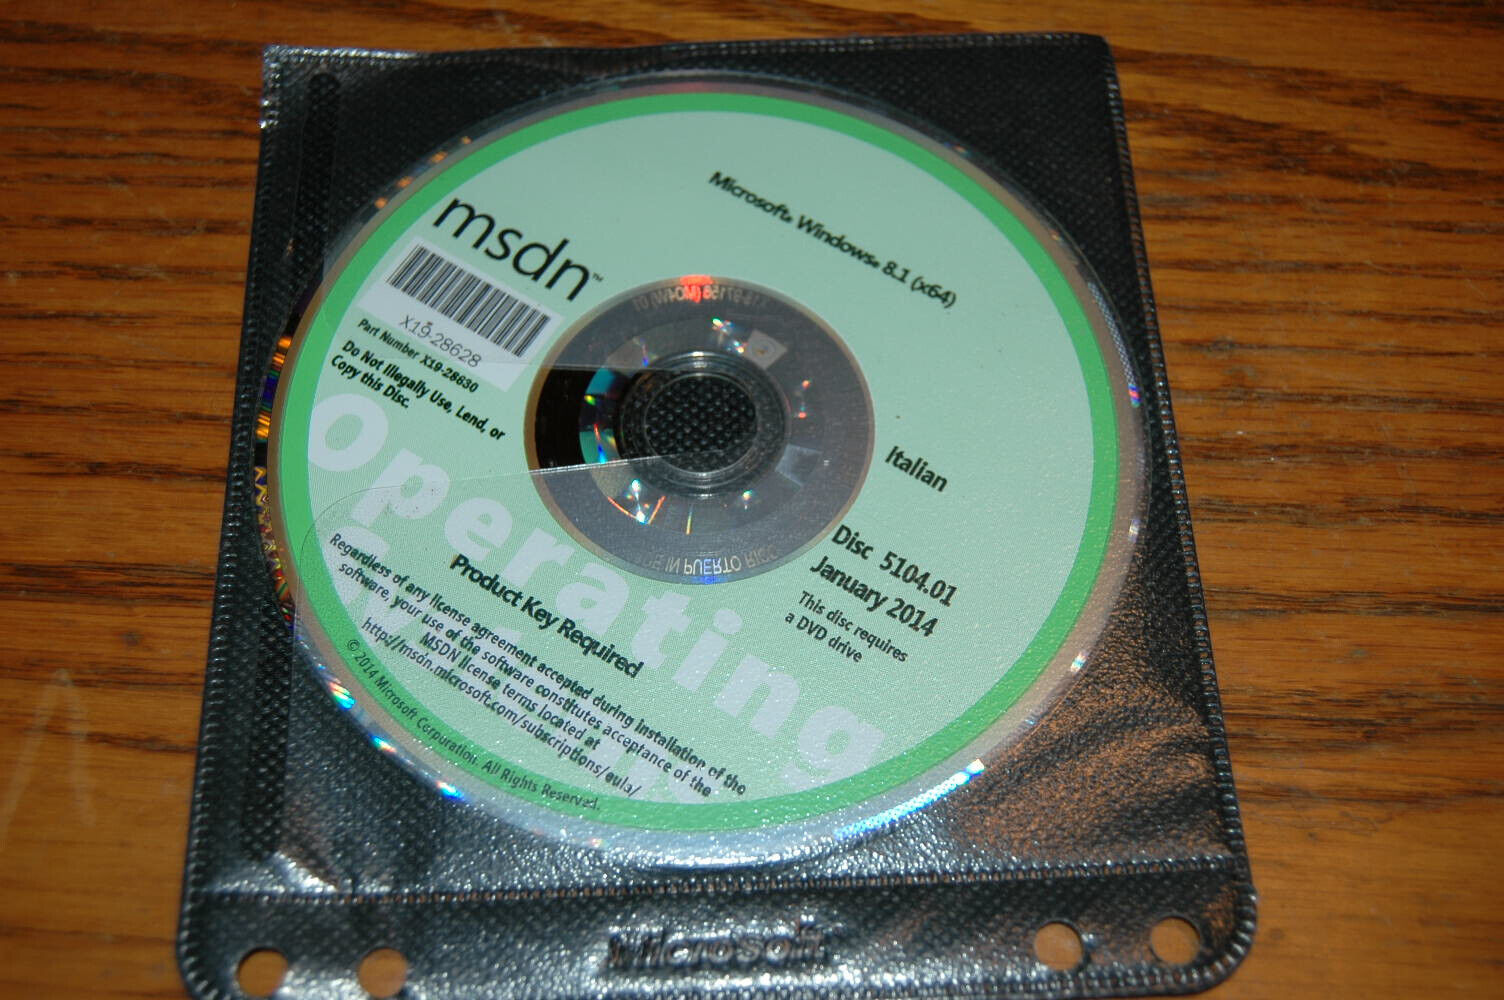 Microsoft® Windows® 8.1 (x64)
msdn™
X19-28628
Part Number X19-28630
Do Not Illegally Use, Lend, or
Copy this Disc.
Italian
Disc 5104.01
January 2014
This disc requires
a DVD drive
Operating
Product Key Required
Regardless of any license agreement accepted during installation of the
software, your use of the software constitutes acceptance of the
MSDN license terms located at
http://msdn.microsoft.com/subscriptions/eula/
© 2014 Microsoft Corporation. All Rights Reserved.
IN PUERTO RICO
Microsoft